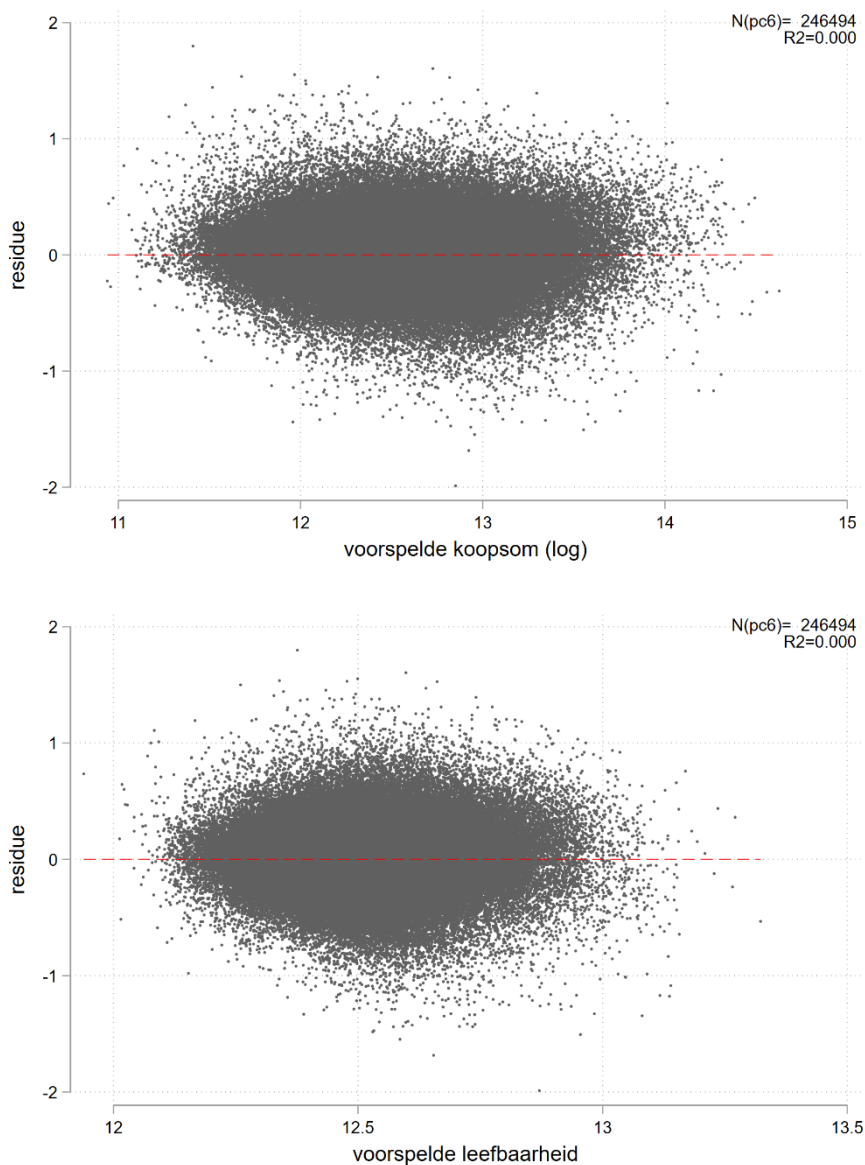 N(pc6)= 246494
R2=0.000
2
1
0
-1
-2
residue
11
12
13
14
15
voorspelde koopsom (log)
N(pc6)= 246494
R2=0.000
2
1
0
-1
-2
residue
12
12.5
13
13.5
voorspelde leefbaarheid